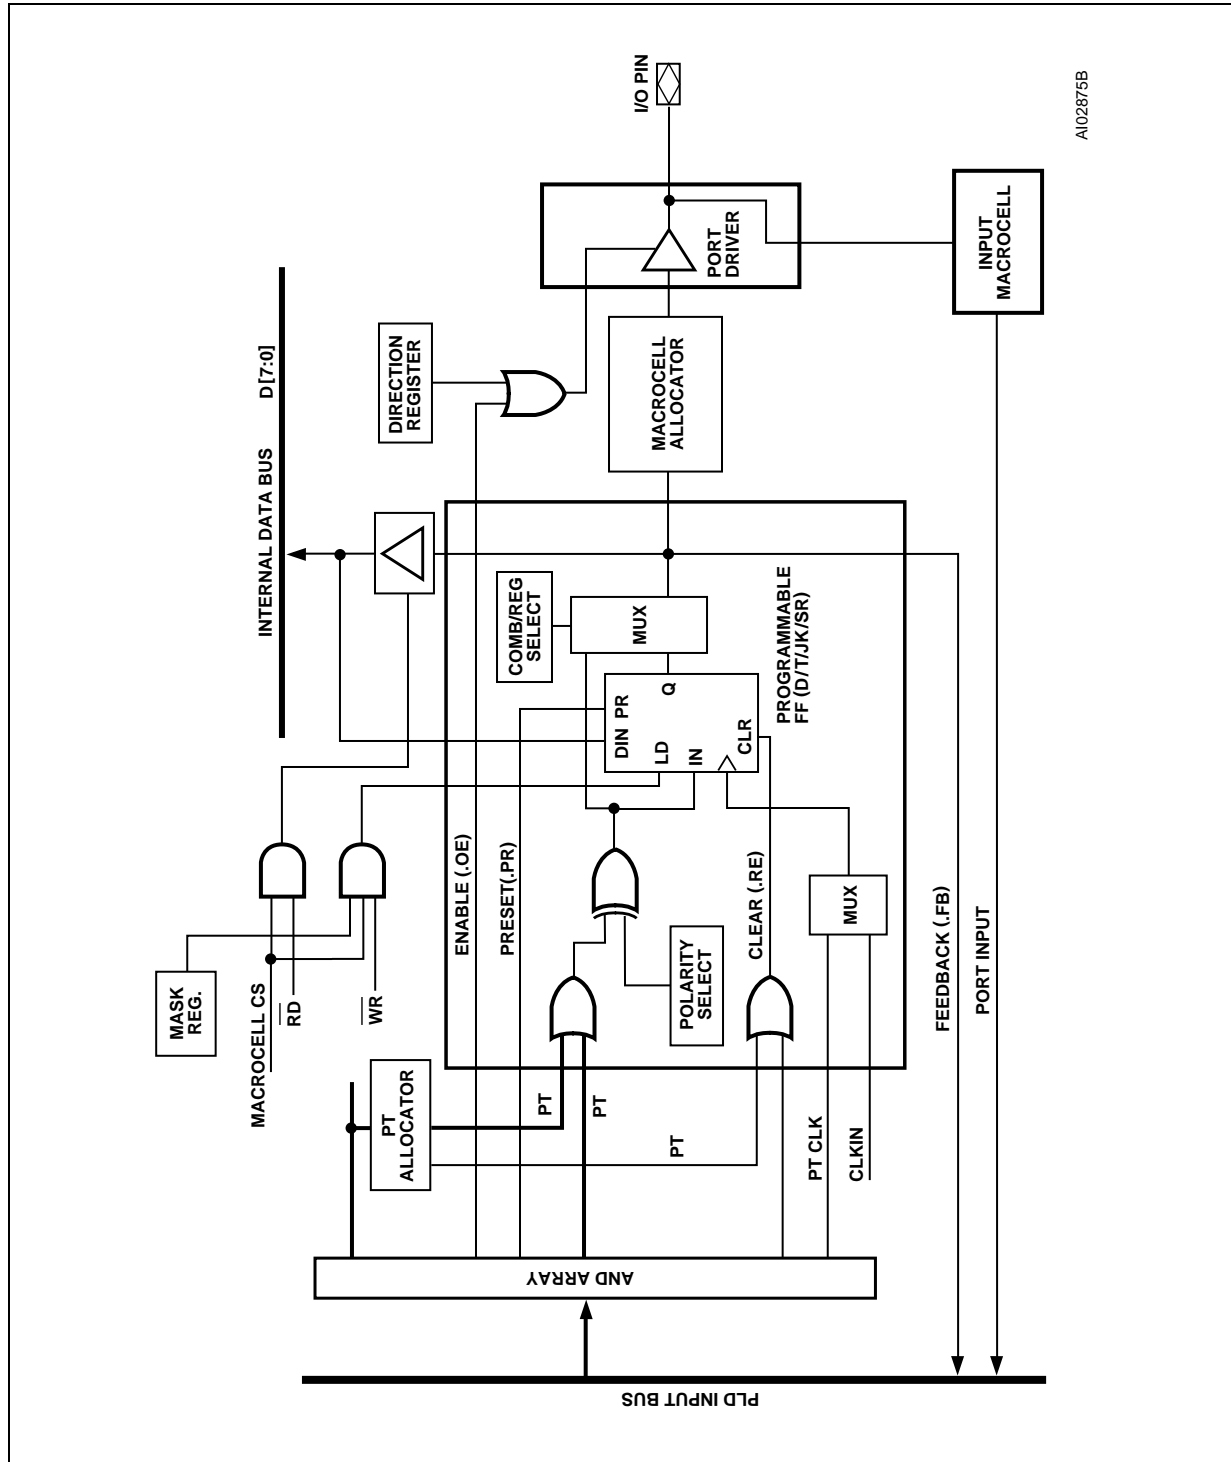 MASK
REG.
MACROCELL CS
RD
WR
INTERNAL DATA BUS D[7:0]
DIRECTION
REGISTER
PT
ALLOCATOR
ENABLE (.OE)
PRESET(.PR)
COMB/REG
SELECT
PT
PT
PT
DIN PR
LD
IN
Q
CLR
MUX
MACROCELL
ALLOCATOR
PORT
DRIVER
I/O PIN
POLARITY
SELECT
CLEAR (.RE)
PROGRAMMABLE
FF (D/T/JK/SR)
MUX
PT CLK
CLKIN
FEEDBACK (.FB)
PORT INPUT
INPUT
MACROCELL
AND ARRAY
PLD INPUT BUS
AI02875B